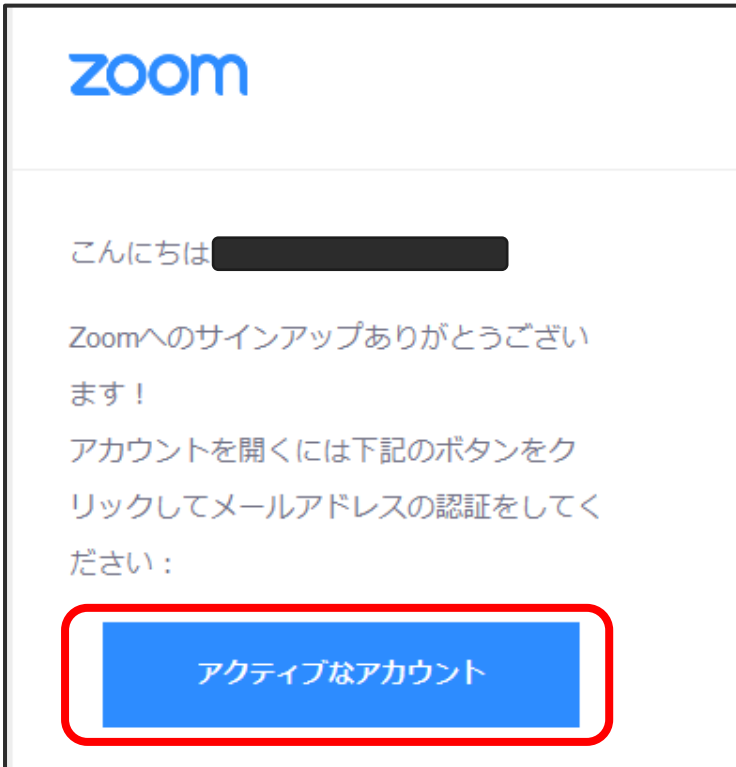 zoom
こんにちは
Zoomへのサインアップありがとうござい
ます！
アカウントを開くには下記のボタンをク
リックしてメールアドレスの認証をしてく
ださい：
アクティブなアカウント